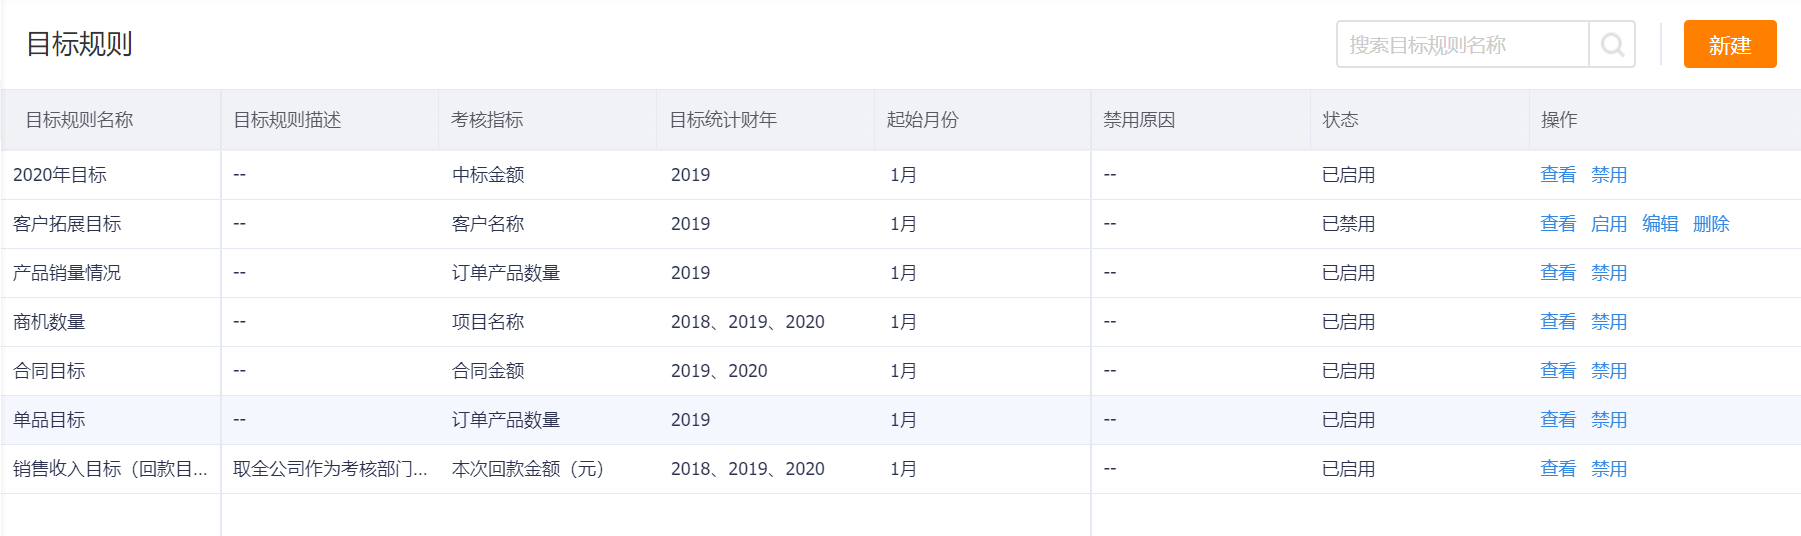 目标规则
搜索目标规则名称 新建
目标规则名称 目标规则描述 考核指标 目标统计财年 起始月份 禁用原因 状态 操作
2020年目标 -- 中标金额 2019 1月 -- 已启用 查看 禁用
客户拓展目标 -- 客户名称 2019 1月 -- 已禁用 查看 启用 编辑 删除
产品销量情况 -- 订单产品数量 2019 1月 -- 已启用 查看 禁用
商机数量 -- 项目名称 2018、2019、2020 1月 -- 已启用 查看 禁用
合同目标 -- 合同金额 2019、2020 1月 -- 已启用 查看 禁用
单品目标 -- 订单产品数量 2019 1月 -- 已启用 查看 禁用
销售收入目标（回款目... 取全公司作为考核部门... 本次回款金额（元） 2018、2019、2020 1月 -- 已启用 查看 禁用